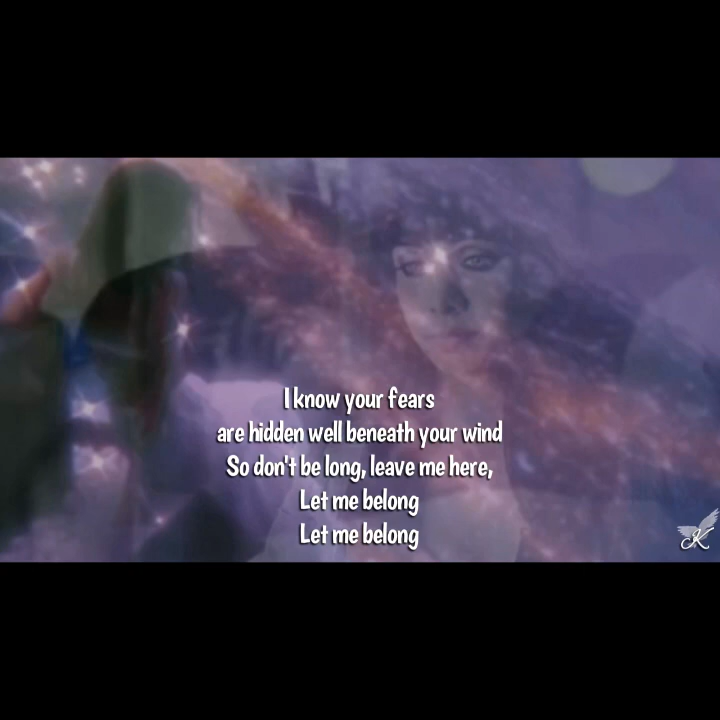 I know your fears
are hidden well beneath your wind
So don't be long, leave me here,
Let me belong
Let me belong
K